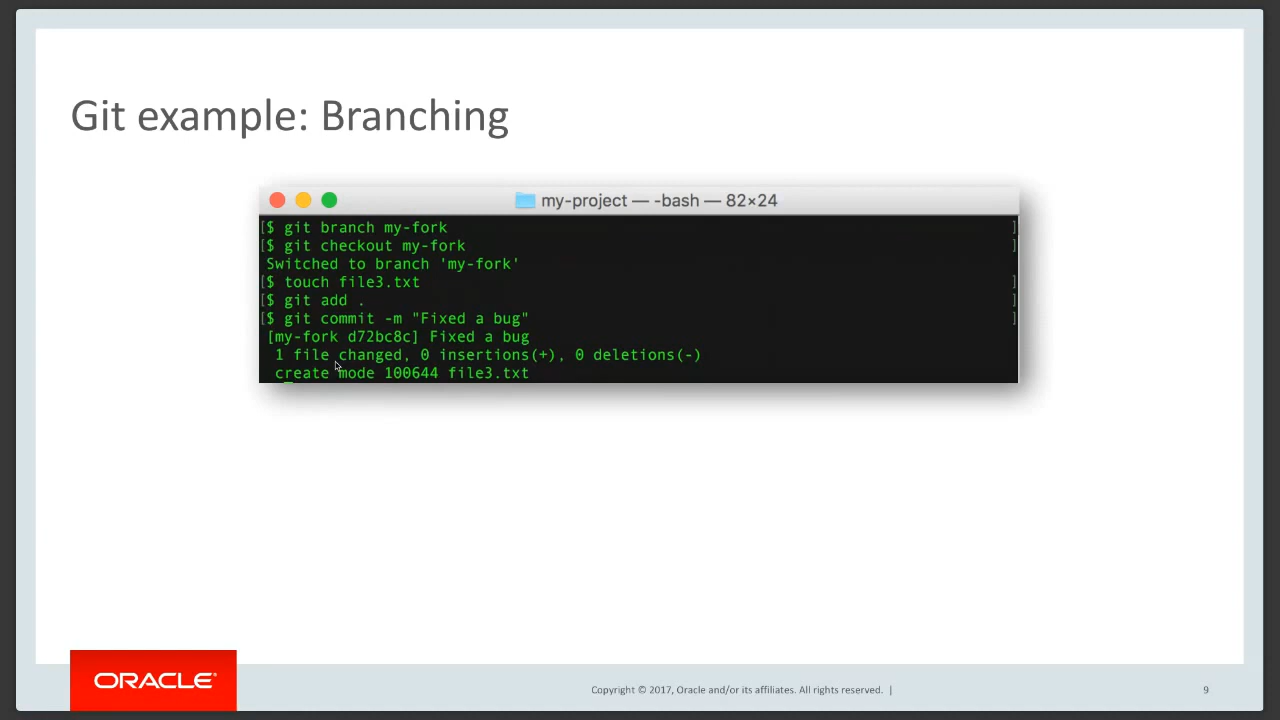 Git example: Branching
my-project — -bash — 82×24
[$ git branch my-fork ]
[$ git checkout my-fork ]
Switched to branch 'my-fork'
[$ touch file3.txt ]
[$ git add . ]
[$ git commit -m "Fixed a bug" ]
[my-fork d72bc8c] Fixed a bug
1 file changed, 0 insertions(+), 0 deletions(-)
create mode 100644 file3.txt
ORACLE®
Copyright © 2017, Oracle and/or its affiliates. All rights reserved. |
9